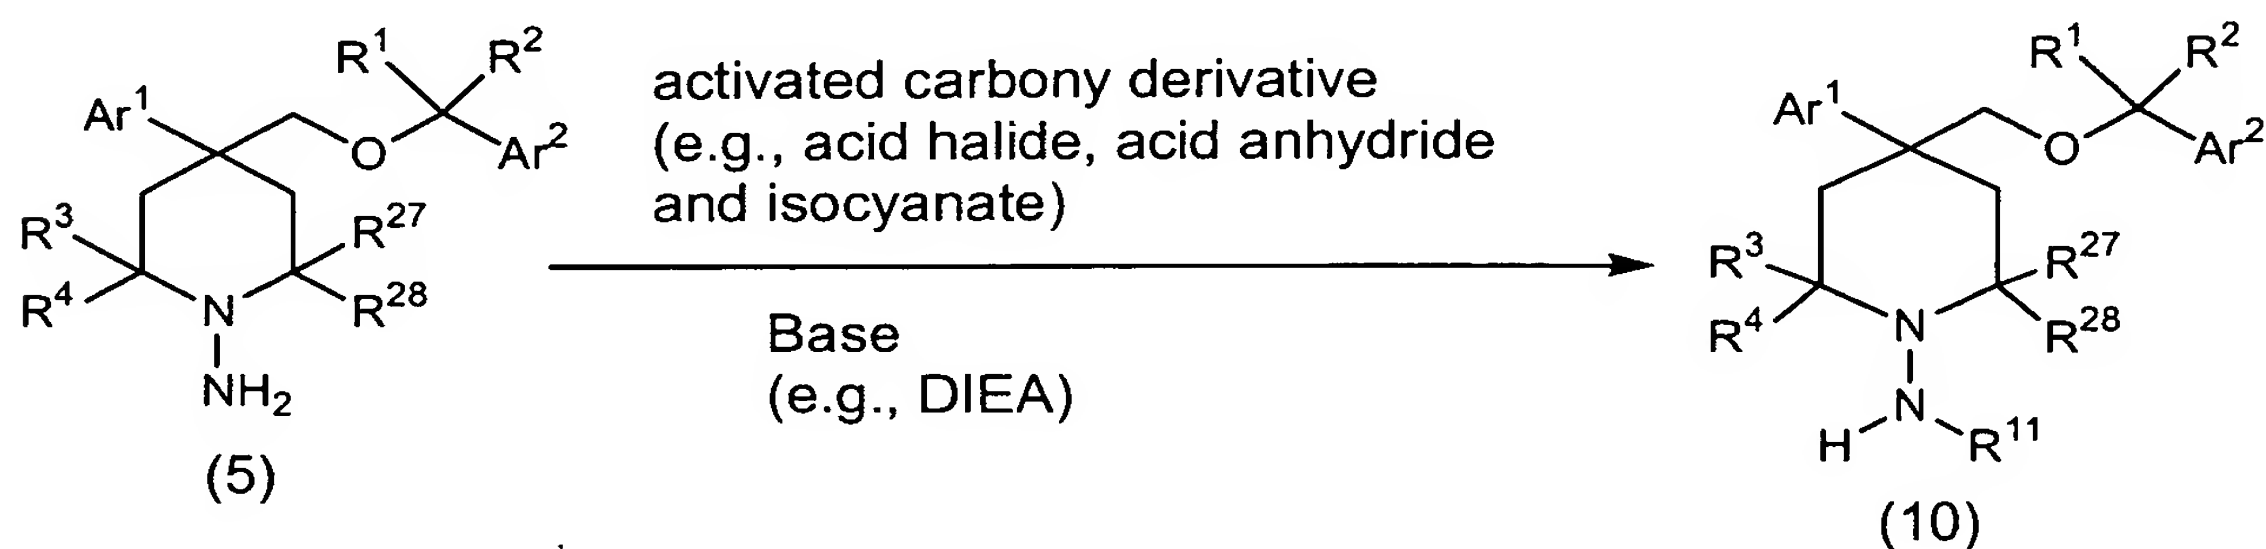 R¹ R²
Ar¹
O
Ar²
R³
R²⁷
R⁴
N
R²⁸
NH₂
(5)
activated carbony derivative
(e.g., acid halide, acid anhydride
and isocyanate)
Base
(e.g., DIEA)
R¹ R²
Ar¹
O
Ar²
R³
R²⁷
R⁴
N
R²⁸
N
H
R¹¹
(10)